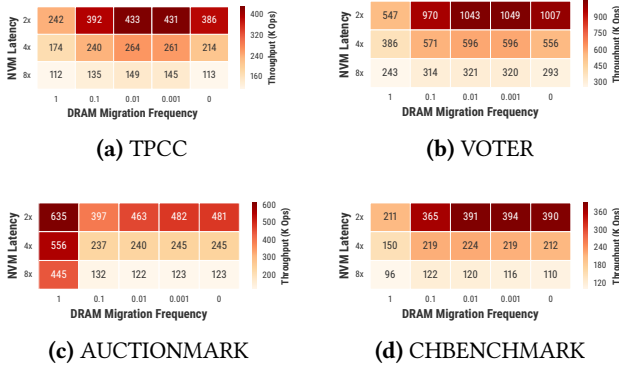 NVM Latency
2x 242 392 433 431 386
4x 174 240 264 261 214
8x 112 135 149 145 113
1 0.1 0.01 0.001 0
DRAM Migration Frequency
400
320
240
160
Throughput (K Ops)
(a) TPCC
NVM Latency
2x 547 970 1043 1049 1007
4x 386 571 596 596 556
8x 243 314 321 320 293
1 0.1 0.01 0.001 0
DRAM Migration Frequency
900
750
600
450
300
Throughput (K Ops)
(b) VOTER
NVM Latency
2x 635 397 463 482 481
4x 556 237 240 245 245
8x 445 132 122 123 123
1 0.1 0.01 0.001 0
DRAM Migration Frequency
600
500
400
300
200
Throughput (K Ops)
(c) AUCTIONMARK
NVM Latency
2x 211 365 391 394 390
4x 150 219 224 219 212
8x 96 122 120 116 110
1 0.1 0.01 0.001 0
DRAM Migration Frequency
360
300
240
180
120
Throughput (K Ops)
(d) CHBENCHMARK